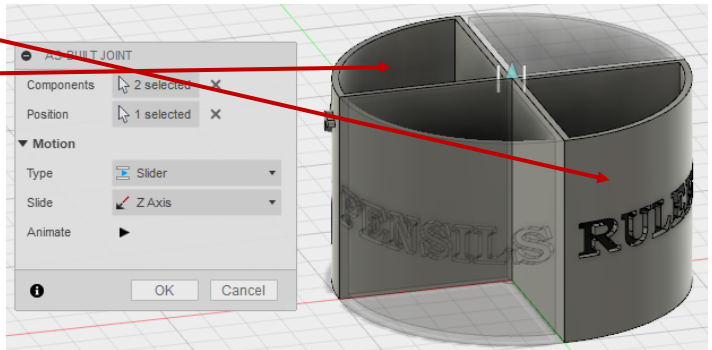 AS-BUILT JOINT
Components 2 selected
Position 1 selected
Motion
Type Slider
Slide Z Axis
Animate
OK Cancel
PENSILS
RULE